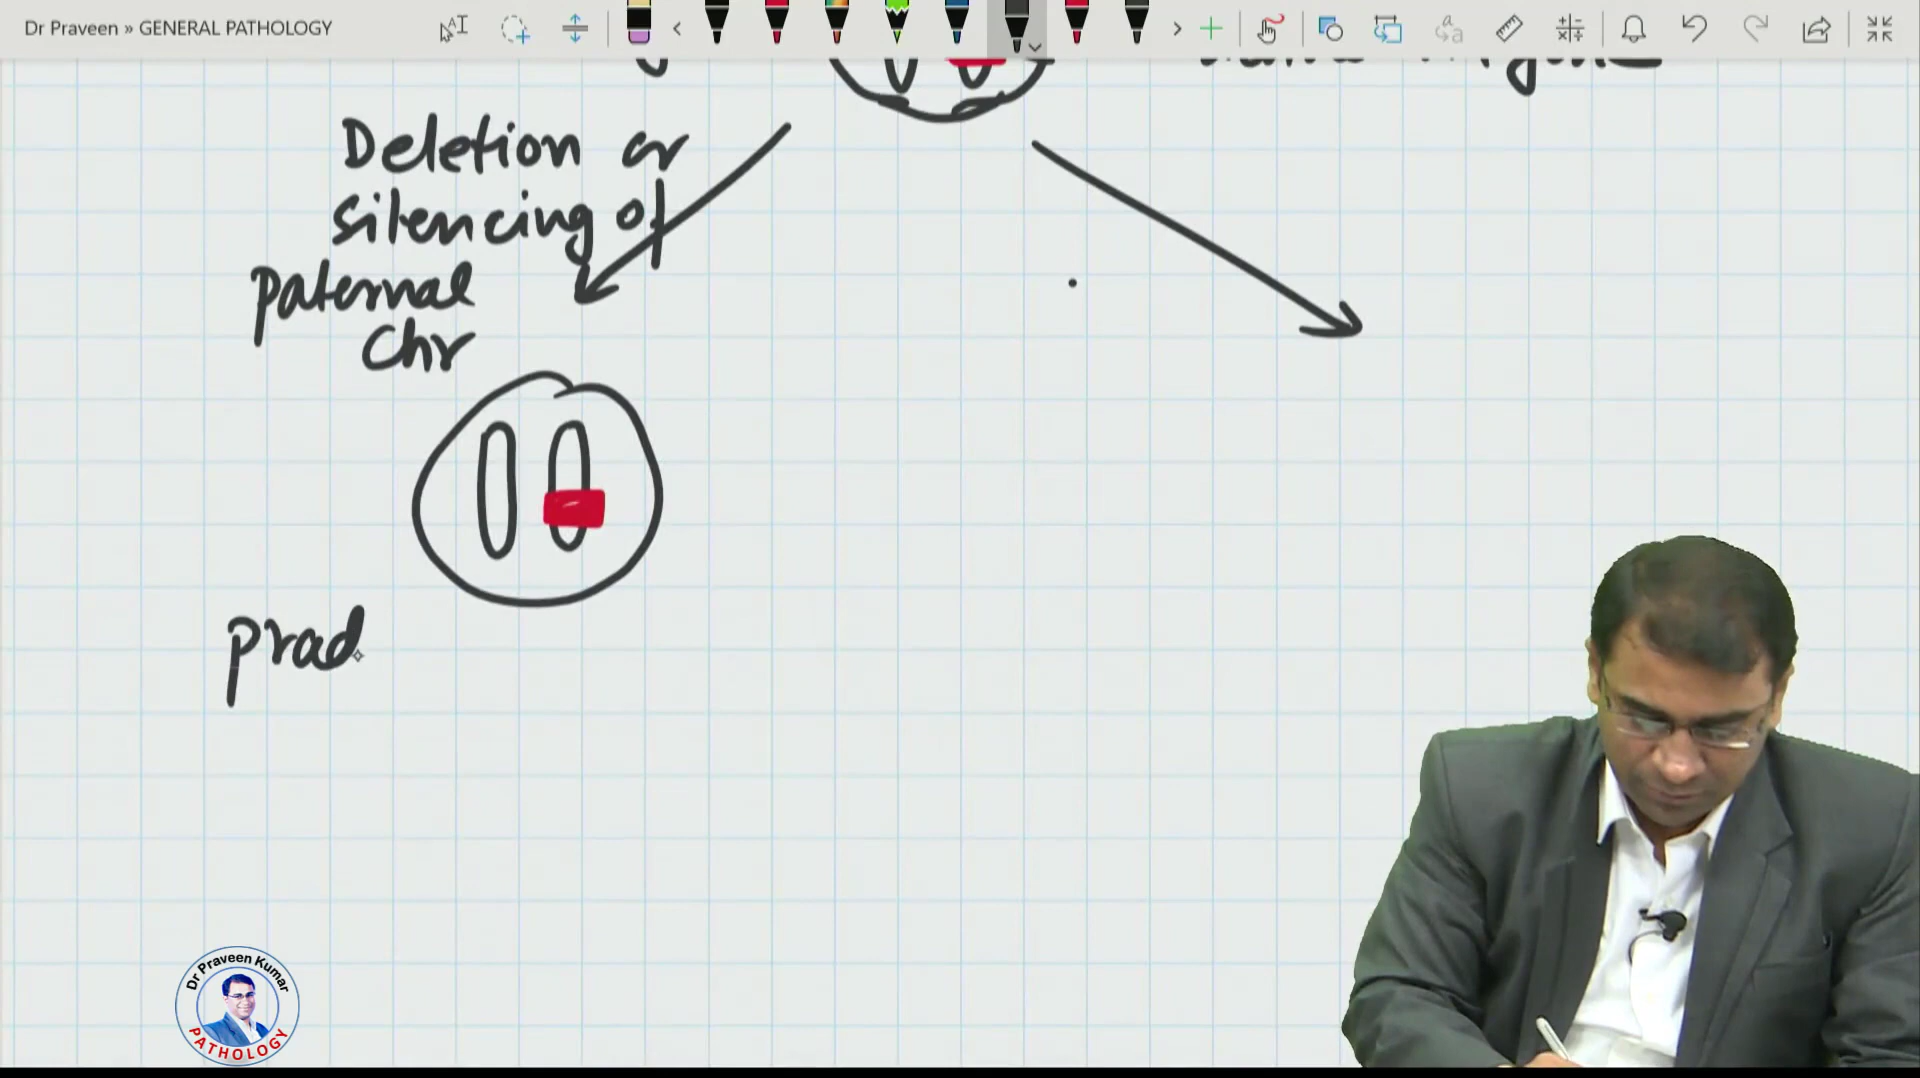 Dr Praveen » GENERAL PATHOLOGY
Deletion or
silencing of
paternal
Chr
prad
Dr Praveen Kumar
PATHOLOGY